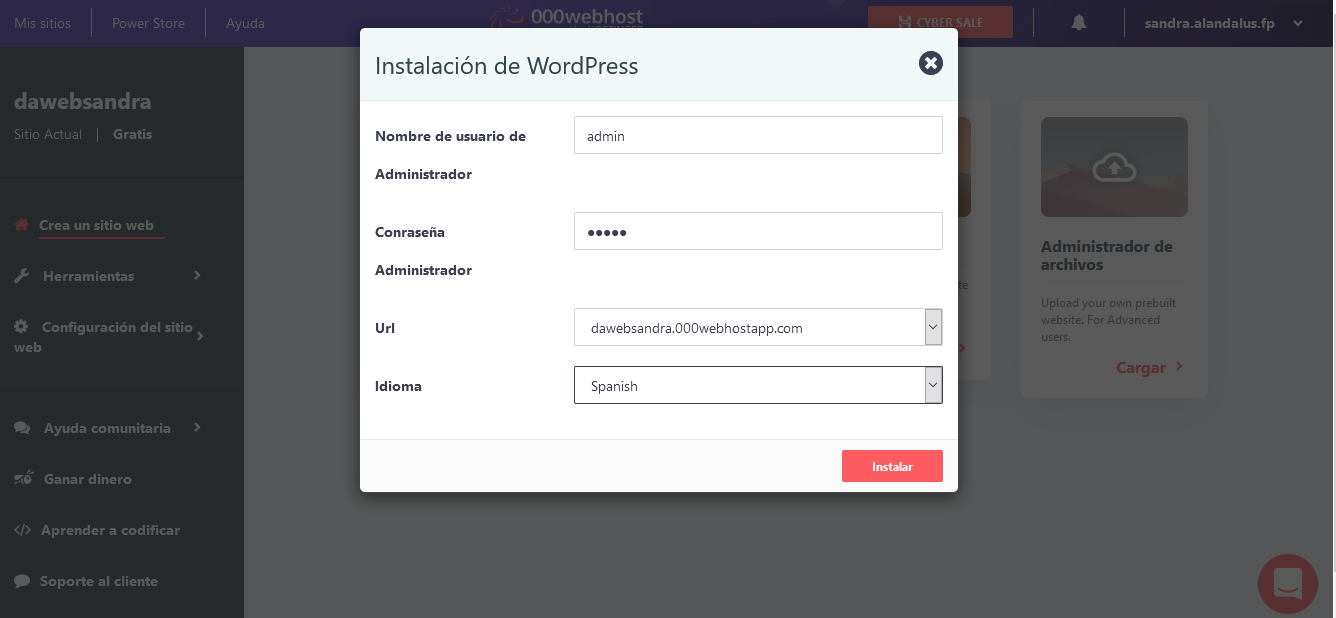 Mis sitios
Power Store
Ayuda
000webhost
CYBER SALE
sandra.alandalus.fp
dawebsandra
Sitio Actual | Gratis
Crea un sitio web
Herramientas
Configuración del sitio
web
Ayuda comunitaria
Ganar dinero
Aprender a codificar
Soporte al cliente
Instalación de WordPress
Nombre de usuario de
Administrador
admin
Conraseña
Administrador
•••••
Url
dawebsandra.000webhostapp.com
Idioma
Spanish
Instalar
te
Administrador de
archivos
Upload your own prebuilt
website. For Advanced
users.
Cargar